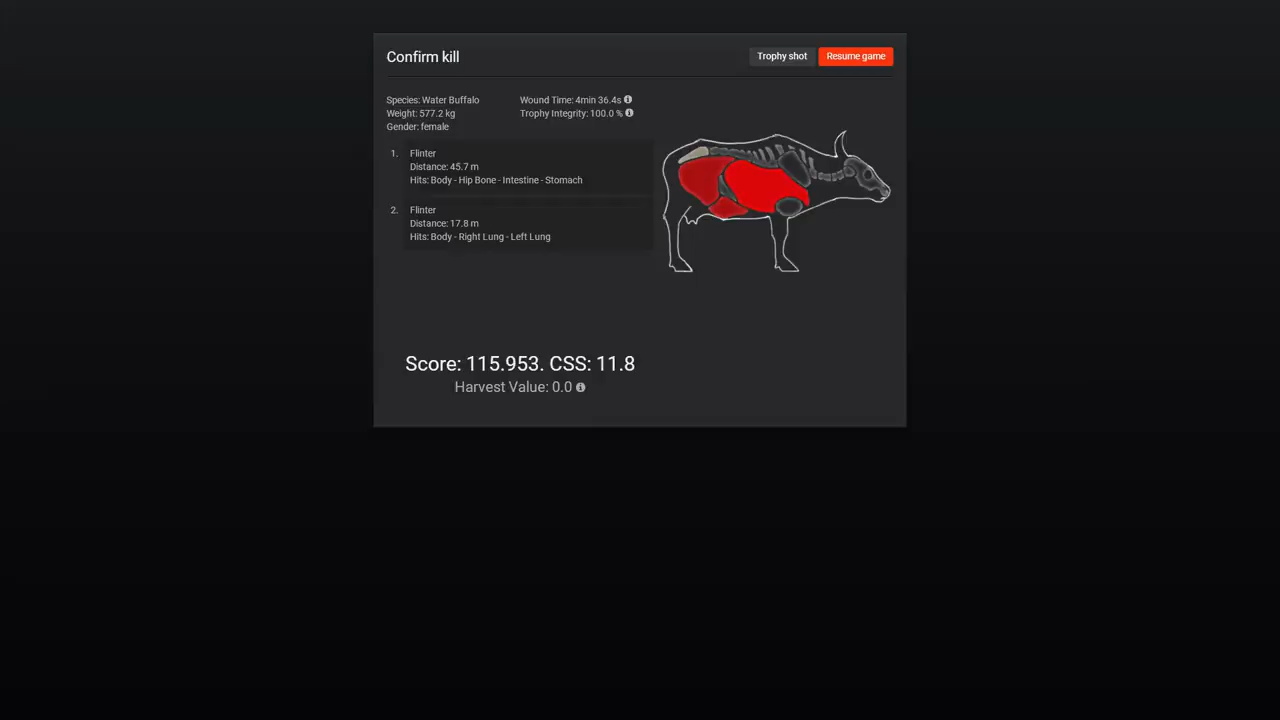 Confirm kill
Trophy shot
Resume game
Species: Water Buffalo
Weight: 577.2 kg
Gender: female
Wound Time: 4min 36.4s
Trophy Integrity: 100.0 %
1. Flinter
Distance: 45.7 m
Hits: Body - Hip Bone - Intestine - Stomach
2. Flinter
Distance: 17.8 m
Hits: Body - Right Lung - Left Lung
Score: 115.953. CSS: 11.8
Harvest Value: 0.0